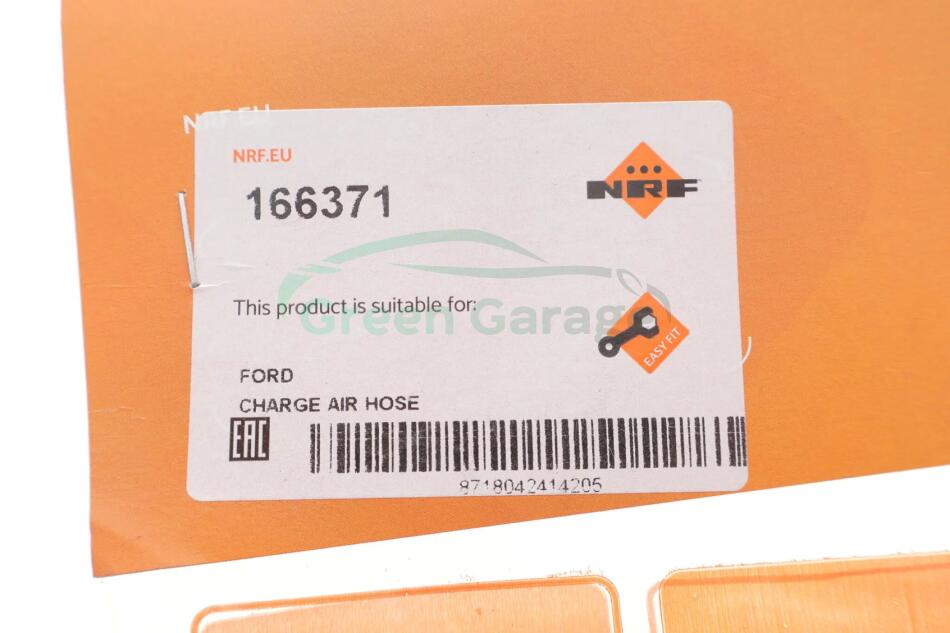 NRF.EU
NRF.EU
166371
NRF
This product is suitable for:
Green Garage
EASY FIT
FORD
CHARGE AIR HOSE
EAC
8718042414205